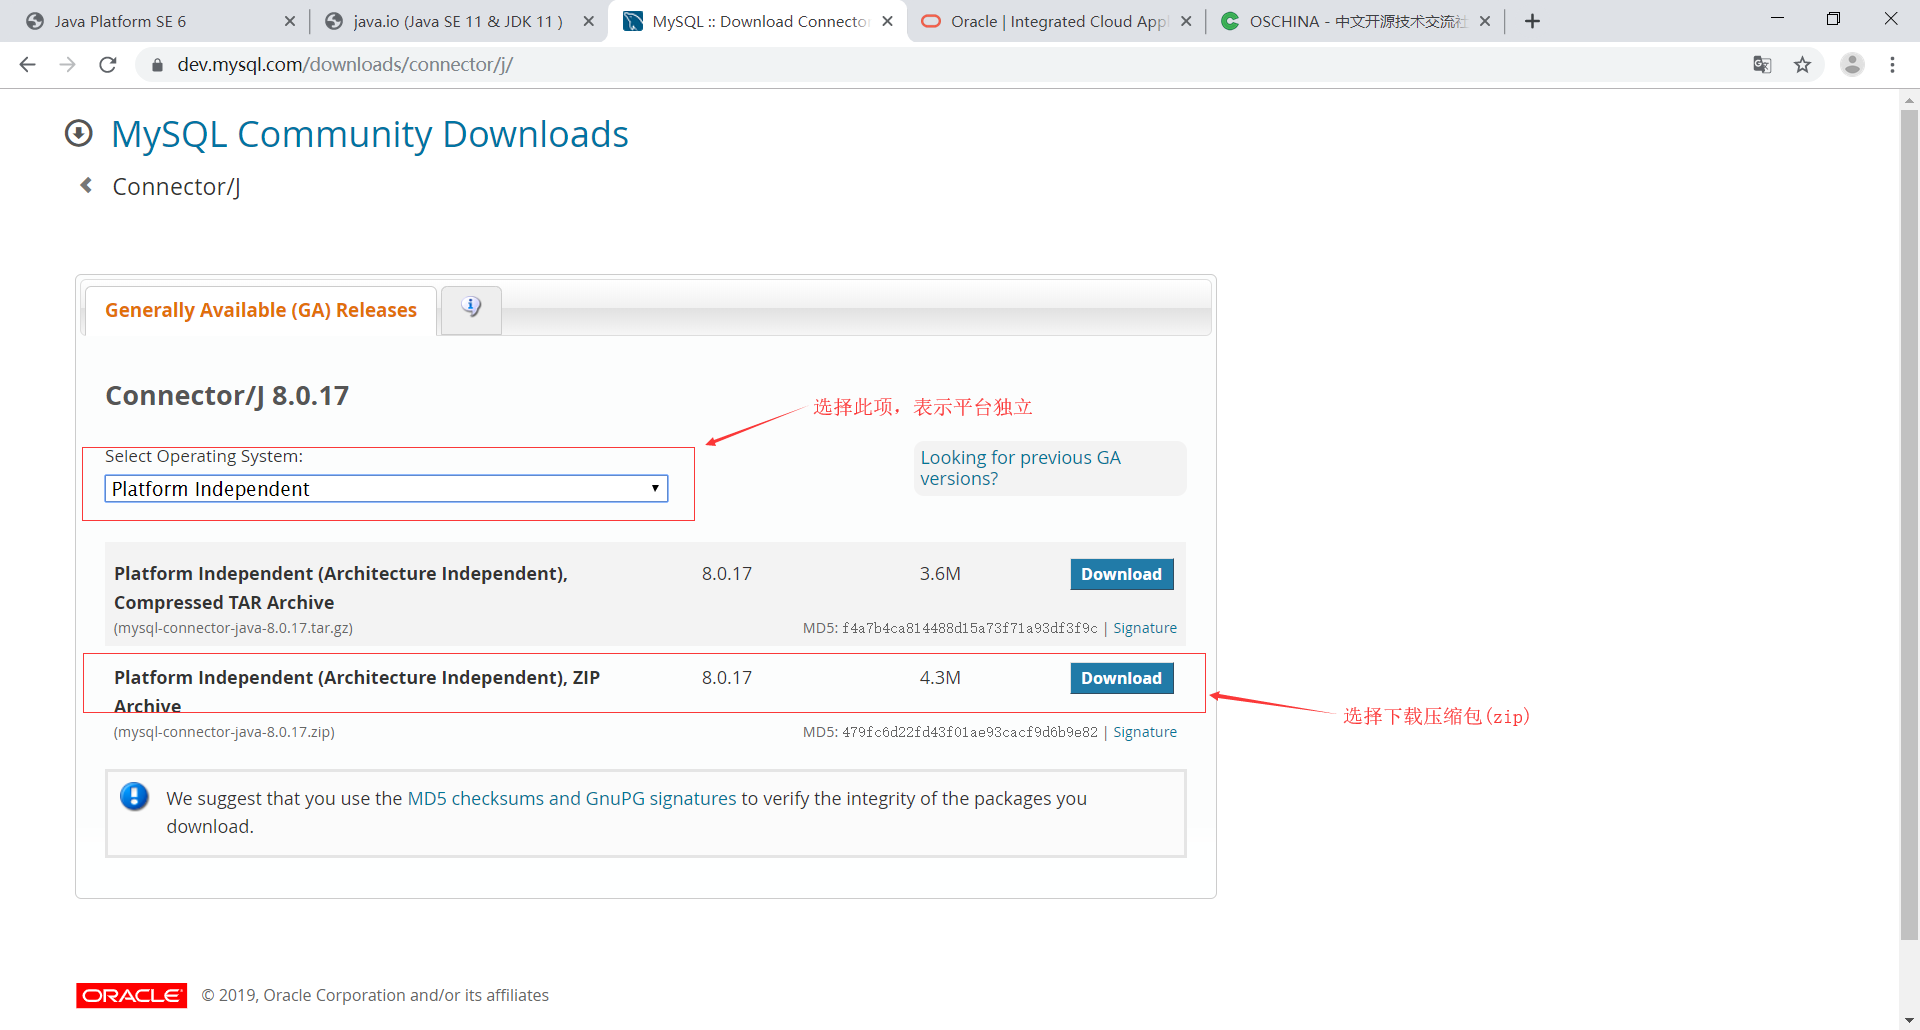 Java Platform SE 6
java.io (Java SE 11 & JDK 11 )
MySQL :: Download Connector
Oracle | Integrated Cloud Appl
OSCHINA - 中文开源技术交流社
dev.mysql.com/downloads/connector/j/
MySQL Community Downloads
Connector/J
Generally Available (GA) Releases
Connector/J 8.0.17
选择此项，表示平台独立
Select Operating System:
Platform Independent
Looking for previous GA
versions?
Platform Independent (Architecture Independent),
Compressed TAR Archive
8.0.17
3.6M
Download
(mysql-connector-java-8.0.17.tar.gz)
MD5: f4a7b4ca814488d15a73f71a93df3f9c | Signature
Platform Independent (Architecture Independent), ZIP
Archive
8.0.17
4.3M
Download
选择下载压缩包(zip)
(mysql-connector-java-8.0.17.zip)
MD5: 479fc6d22fd43f01ae93cacf9d6b9e82 | Signature
We suggest that you use the MD5 checksums and GnuPG signatures to verify the integrity of the packages you
download.
ORACLE
© 2019, Oracle Corporation and/or its affiliates